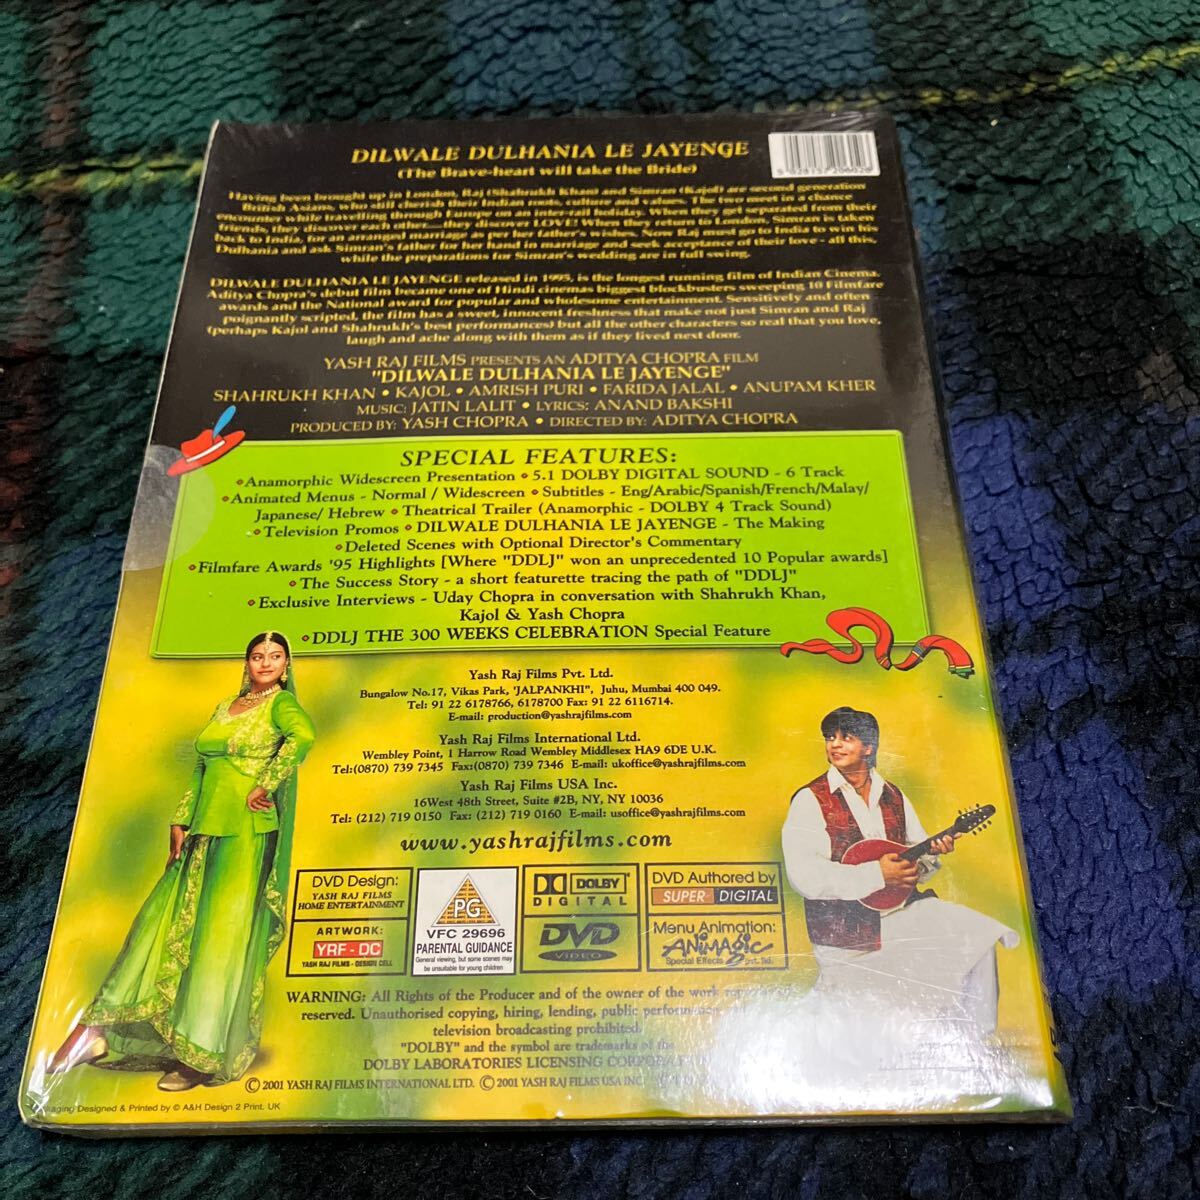 DILWALE DULHANIA LE JAYENGE
(The Brave-heart will take the Bride)
Having been brought up in London, Raj (Shahrukh Khan) and Simran (Kajol) are second generation
British Asians, who still cherish their Indian roots, culture and values. The two meet in a chance
encounter while travelling through Europe on an interrail holiday. When they get separated from their
friends, they discover each other—they discover LOVE! When they return to London, Simran is taken
back to India, for an arranged marriage as per her father's wishes. Now Raj must go to India to win his
Dulhania and ask Simran's father for her hand in marriage and seek acceptance of their love - all this,
while the preparations for Simran's wedding are in full swing.
DILWALE DULHANIA LE JAYENGE released in 1995, is the longest running film of Indian Cinema.
Aditya Chopra's debut film became one of Hindi cinemas biggest blockbusters sweeping 10 Filmfare
awards and the National award for popular and wholesome entertainment. Sensitively and often
poignantly scripted, the film has a sweet, innocent freshness that make not just Simran and Raj
(perhaps Kajol and Shahrukh's best performances) but all the other characters so real that you love,
laugh and ache along with them as if they lived next door.
YASH RAJ FILMS PRESENTS AN ADITYA CHOPRA FILM
"DILWALE DULHANIA LE JAYENGE"
SHAHRUKH KHAN • KAJOL • AMRISH PURI • FARIDA JALAL • ANUPAM KHER
MUSIC: JATIN LALIT • LYRICS: ANAND BAKSHI
PRODUCED BY: YASH CHOPRA • DIRECTED BY: ADITYA CHOPRA
SPECIAL FEATURES:
Anamorphic Widescreen Presentation • 5.1 DOLBY DIGITAL SOUND - 6 Track
Animated Menus - Normal / Widescreen • Subtitles - Eng/Arabic/Spanish/French/Malay/
Japanese/ Hebrew • Theatrical Trailer (Anamorphic - DOLBY 4 Track Sound)
• Television Promos • DILWALE DULHANIA LE JAYENGE - The Making
• Deleted Scenes with Optional Director's Commentary
• Filmfare Awards '95 Highlights [Where "DDLJ" won an unprecedented 10 Popular awards]
• The Success Story - a short featurette tracing the path of "DDLJ"
• Exclusive Interviews - Uday Chopra in conversation with Shahrukh Khan,
Kajol & Yash Chopra
• DDLJ THE 300 WEEKS CELEBRATION Special Feature
Yash Raj Films Pvt. Ltd.
Bungalow No.17, Vikas Park, 'JALPANKHI", Juhu, Mumbai 400 049.
Tel: 91 22 6178766, 6178700 Fax: 91 22 6116714.
E-mail: production@yashrajfilms.com
Yash Raj Films International Ltd.
Wembley Point, 1 Harrow Road Wembley Middlesex HA9 6DE U.K.
Tel:(0870) 739 7345 Fax:(0870) 739 7346 E-mail: ukoffice@yashrajfilms.com
Yash Raj Films USA Inc.
16West 48th Street, Suite #2B, NY, NY 10036
Tel: (212) 719 0150 Fax: (212) 719 0160 E-mail: usoffice@yashrajfilms.com
www.yashrajfilms.com
DVD Design:
YASH RAJ FILMS
HOME ENTERTAINMENT
ARTWORK:
YRF - DC
YASH RAJ FILMS - DESIGN CELL
PG
VFC 29696
PARENTAL GUIDANCE
General viewing, but some scenes may
be unsuitable for young children
DOLBY
DIGITAL
DVD
VIDEO
DVD Authored by
SUPER DIGITAL
Menu Animation:
ANIMAGIC
Special Effects Pvt. ltd.
WARNING: All Rights of the Producer and of the owner of the work
reserved. Unauthorised copying, hiring, lending, public
television broadcasting prohibited.
"DOLBY" and the symbol are trademarks of the
DOLBY LABORATORIES LICENSING
© 2001 YASH RAJ FILMS INTERNATIONAL LTD. © 2001 YASH RAJ FILMS USA INC
Designed & Printed by © A&H Design 2 Print. UK